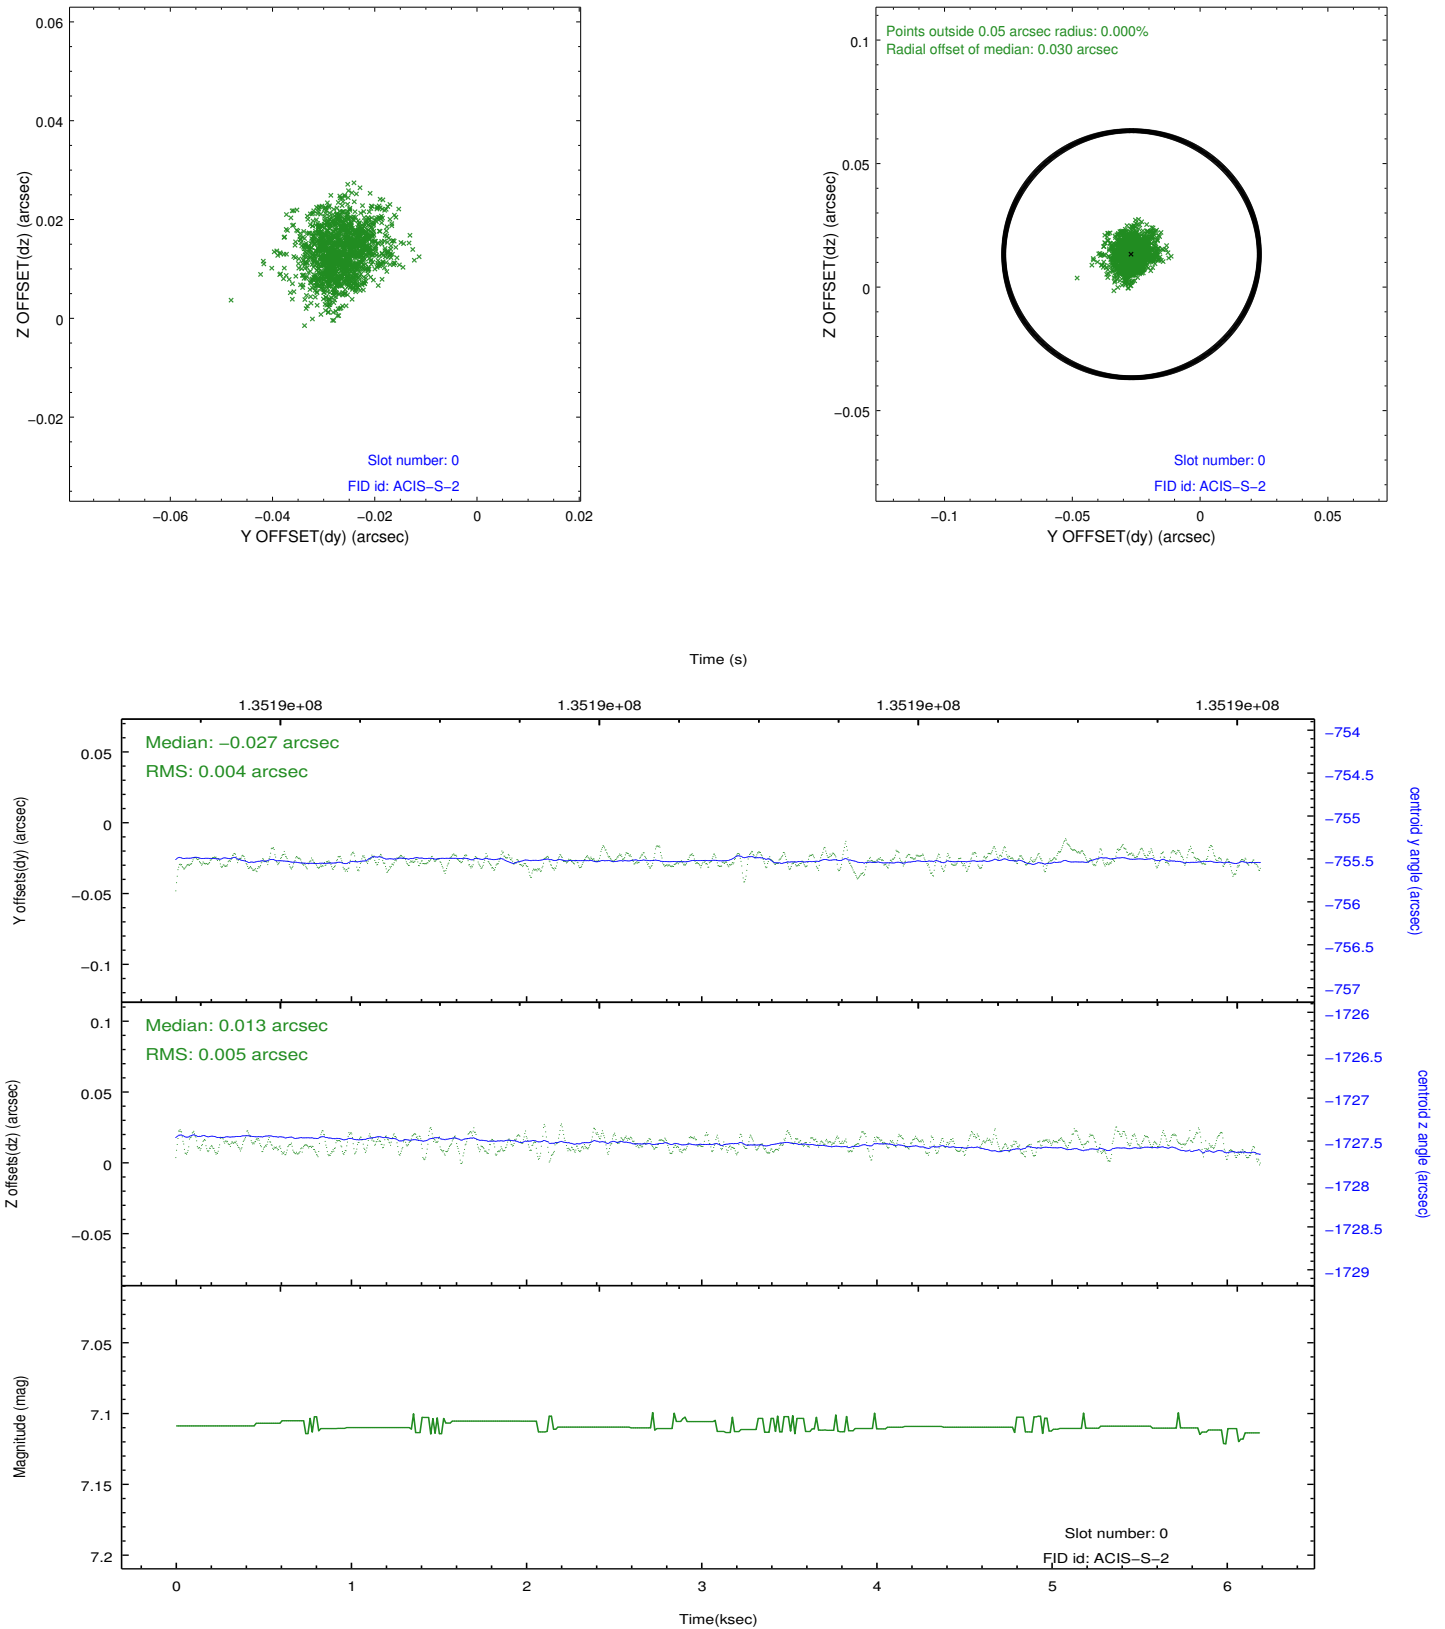 0.06
0.04
0.02
0
−0.02
Z OFFSET(dz) (arcsec)
Slot number: 0
FID id: ACIS−S−2
−0.06
−0.04
−0.02
0
0.02
Y OFFSET(dy) (arcsec)
Points outside 0.05 arcsec radius: 0.000%
Radial offset of median: 0.030 arcsec
0.1
0.05
0
−0.05
Z OFFSET(dz) (arcsec)
Slot number: 0
FID id: ACIS−S−2
−0.1
−0.05
0
0.05
Y OFFSET(dy) (arcsec)
Time (s)
1.3519e+08
1.3519e+08
1.3519e+08
1.3519e+08
Median: −0.027 arcsec
RMS: 0.004 arcsec
0.05
0
−0.05
−0.1
Y offsets(dy) (arcsec)
−754
−754.5
−755
−755.5
−756
−756.5
−757
centroid y angle (arcsec)
Median: 0.013 arcsec
RMS: 0.005 arcsec
0.1
0.05
0
−0.05
Z offsets(dz) (arcsec)
−1726
−1726.5
−1727
−1727.5
−1728
−1728.5
−1729
centroid z angle (arcsec)
7.05
7.1
7.15
7.2
Magnitude (mag)
Slot number: 0
FID id: ACIS−S−2
0
1
2
3
4
5
6
Time(ksec)